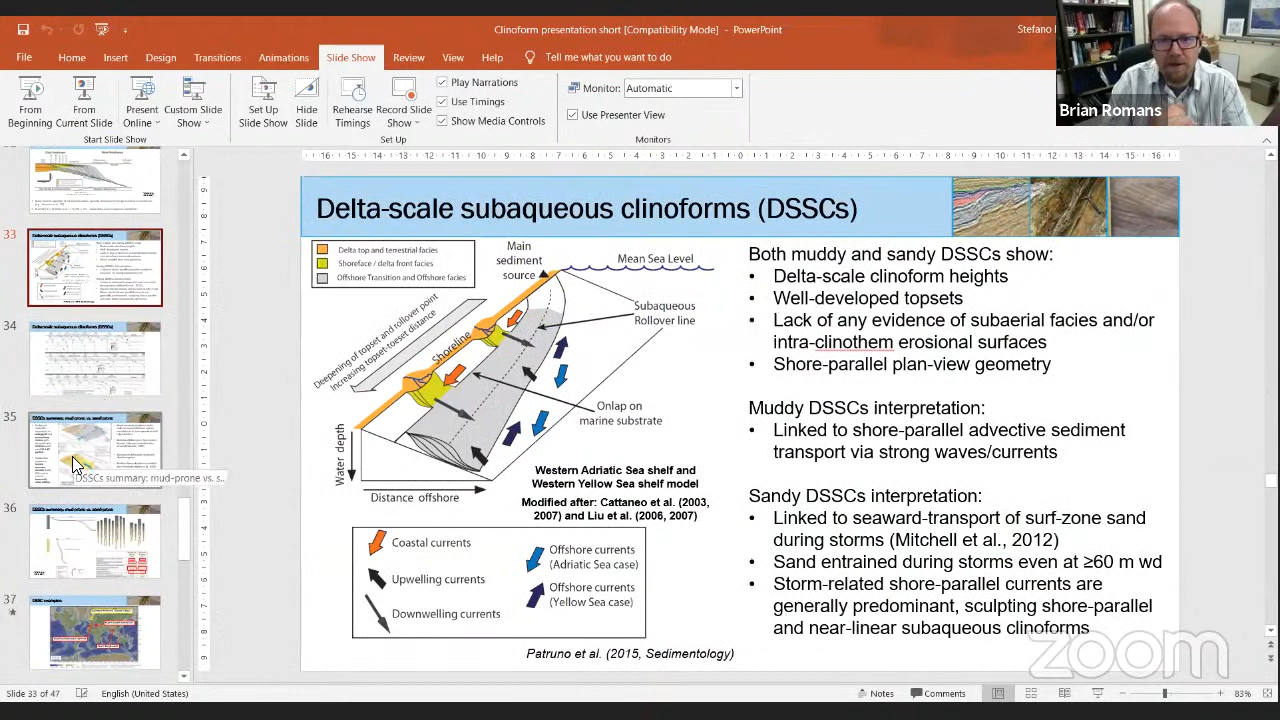 Clinoform presentation short [Compatibility Mode] - PowerPoint
Stefano
File Home Insert Design Transitions Animations Slide Show Review View Help Tell me what you want to do
From Beginning
From Current Slide
Present Online
Custom Slide Show
Set Up Slide Show
Hide Slide
Rehearse Timings
Record Slide Show
Play Narrations
Use Timings
Show Media Controls
Monitor: Automatic
Use Presenter View
Start Slide Show
Set Up
Monitors
Brian Romans
33
34
35
DSSCs summary: mud-prone vs. s..
36
37
Delta-scale subaqueous clinoforms (DSSCs)
Delta top and terrestrial facies
Shoreface / delta front facies
Offshore Transition and Offshore facies
Main
sediment
source
Mean Sea Level
Subaqueous
Rollover line
Shoreline
Onlap on
marine substrate
Water depth
Distance offshore
Western Adriatic Sea shelf and
Western Yellow Sea shelf model
Modified after: Cattaneo et al. (2003,
2007) and Liu et al. (2006, 2007)
Coastal currents
Upwelling currents
Downwelling currents
Offshore currents
(Adriatic Sea case)
Offshore currents
(Yellow Sea case)
Patruno et al. (2015, Sedimentology)
Both muddy and sandy DSSCs show:
• Delta-scale clinoform heights
• Well-developed topsets
• Lack of any evidence of subaerial facies and/or
intra-clinothem erosional surfaces
• Shore-parallel plan-view geometry
Muddy DSSCs interpretation:
• Linked to shore-parallel advective sediment
transport via strong waves/currents
Sandy DSSCs interpretation:
• Linked to seaward-transport of surf-zone sand
during storms (Mitchell et al., 2012)
• Sand entrained during storms even at ≥60 m wd
• Storm-related shore-parallel currents are
generally predominant, sculpting shore-parallel
and near-linear subaqueous clinoforms
zoom
Slide 33 of 47 English (United States) Notes Comments 83%